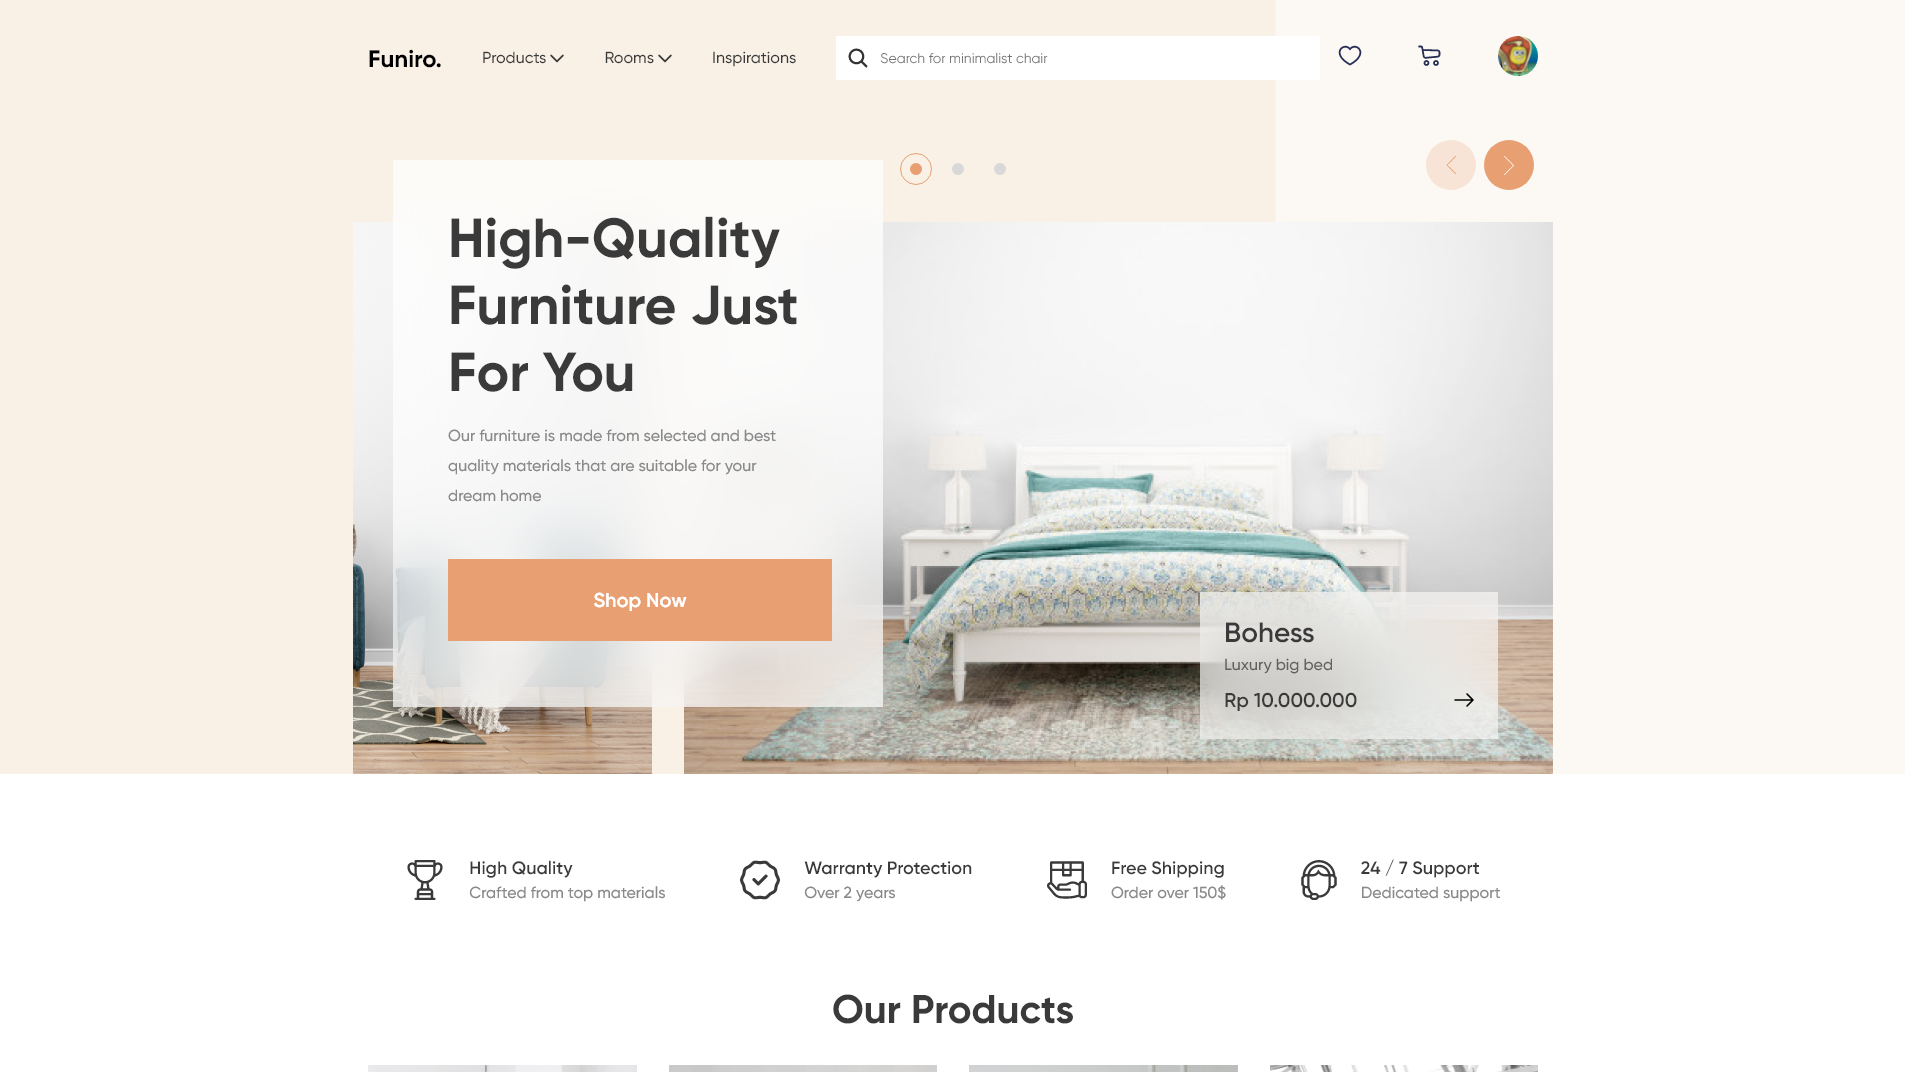 Funiro.
Products
Rooms
Inspirations
Search for minimalist chair
High-Quality
Furniture Just
For You
Our furniture is made from selected and best
quality materials that are suitable for your
dream home
Shop Now
Bohess
Luxury big bed
Rp 10.000.000
High Quality
Crafted from top materials
Warranty Protection
Over 2 years
Free Shipping
Order over 150$
24 / 7 Support
Dedicated support
Our Products